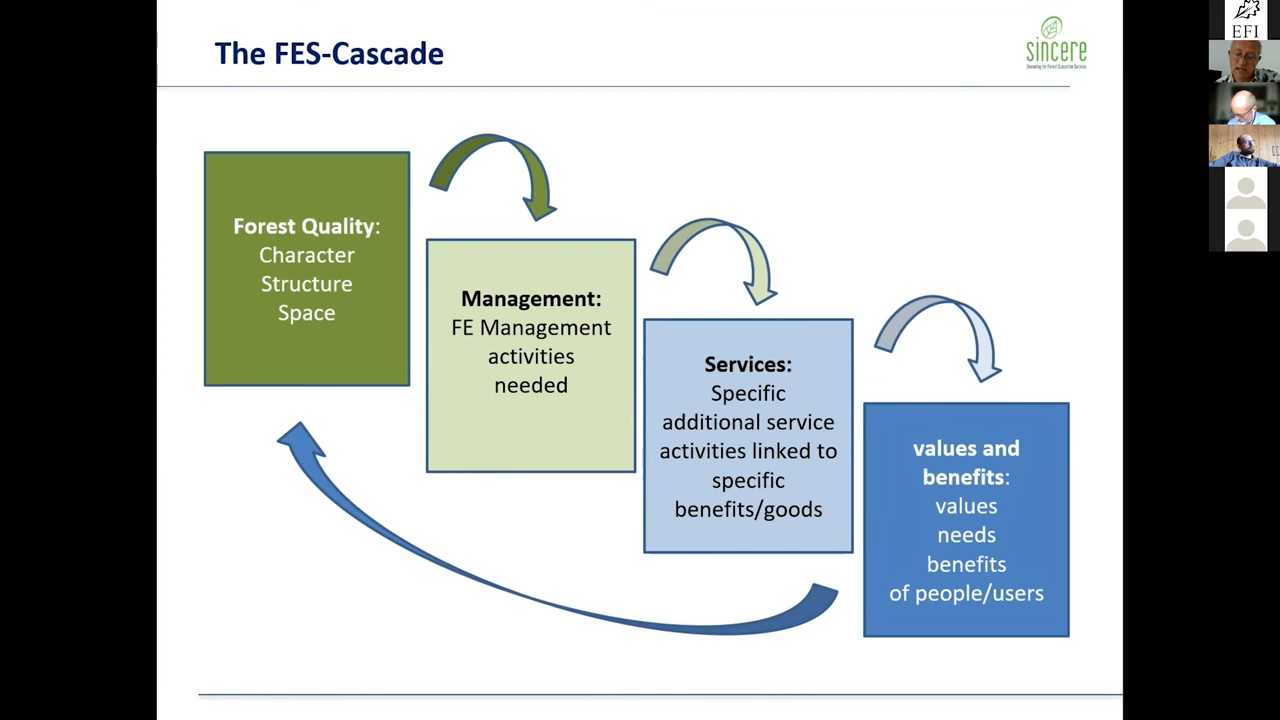 The FES-Cascade
sincere
EFI
Forest Quality:
Character
Structure
Space
Management:
FE Management
activities
needed
Services:
Specific
additional service
activities linked to
specific
benefits/goods
values and
benefits:
values
needs
benefits
of people/users